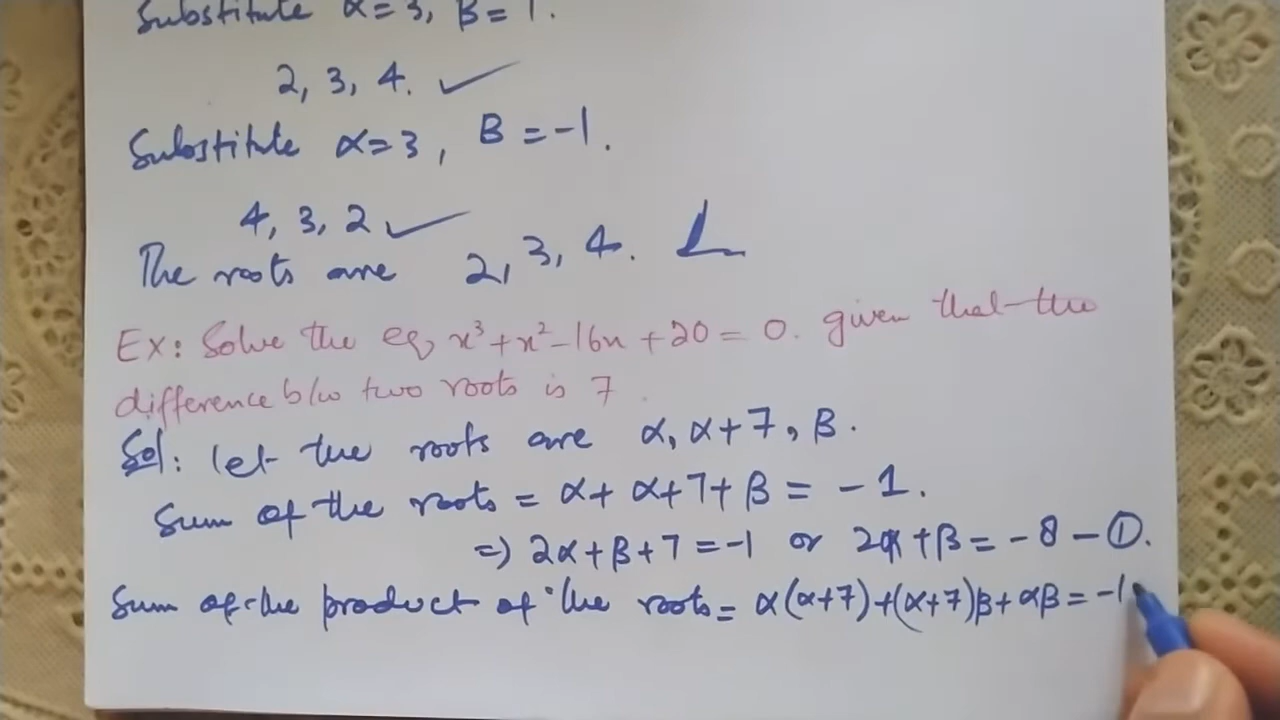 Substitute α=3, β=1.
2, 3, 4. ✓
Substitute α=3, B=-1.
4, 3, 2 ✓
The roots are 2, 3, 4.
Ex: Solve the eq x³+x²-16x+20=0. given that the
difference b/w two roots is 7.
Sol: let the roots are α, α+7, β.
Sum of the roots = α+ α+7+β = -1.
=) 2α+β+7=-1 or 2α+β=-8 - ①.
Sum of the product of the roots= α(α+7)+(α+7)β+αβ=-1